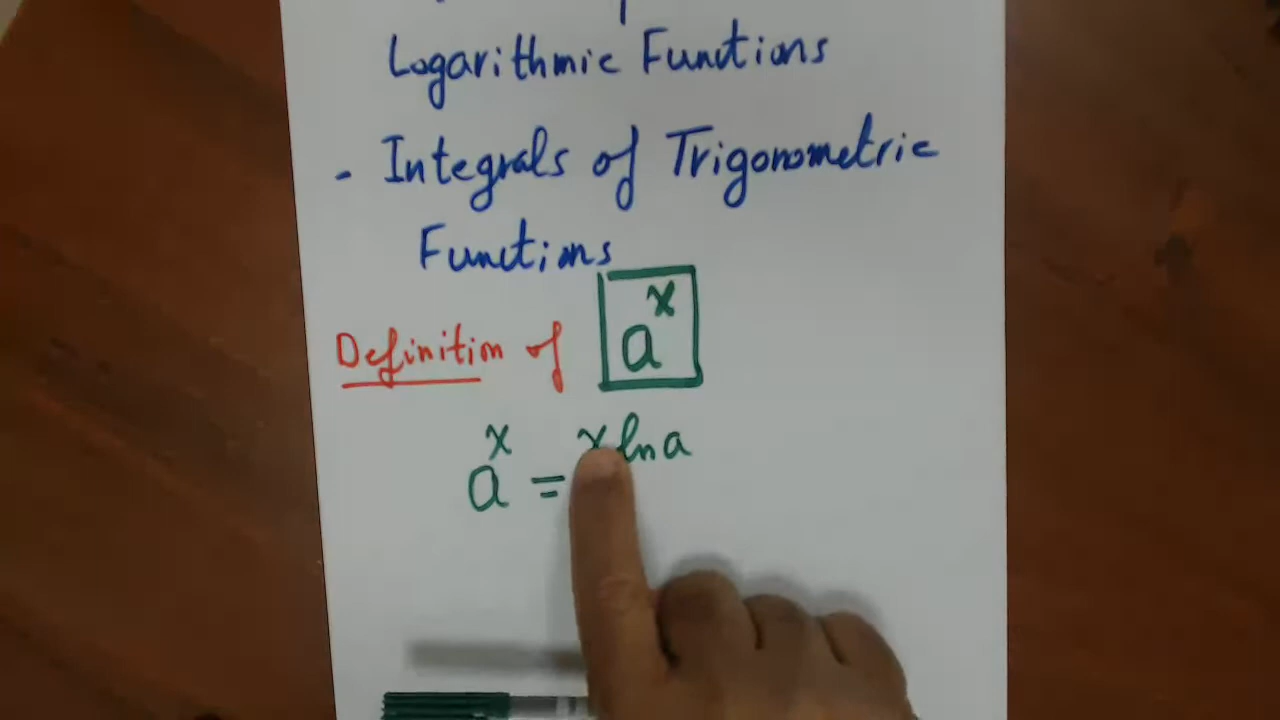 Logarithmic Functions
- Integrals of Trigonometric
Functions
Definition of a^x
a^x = x ln a